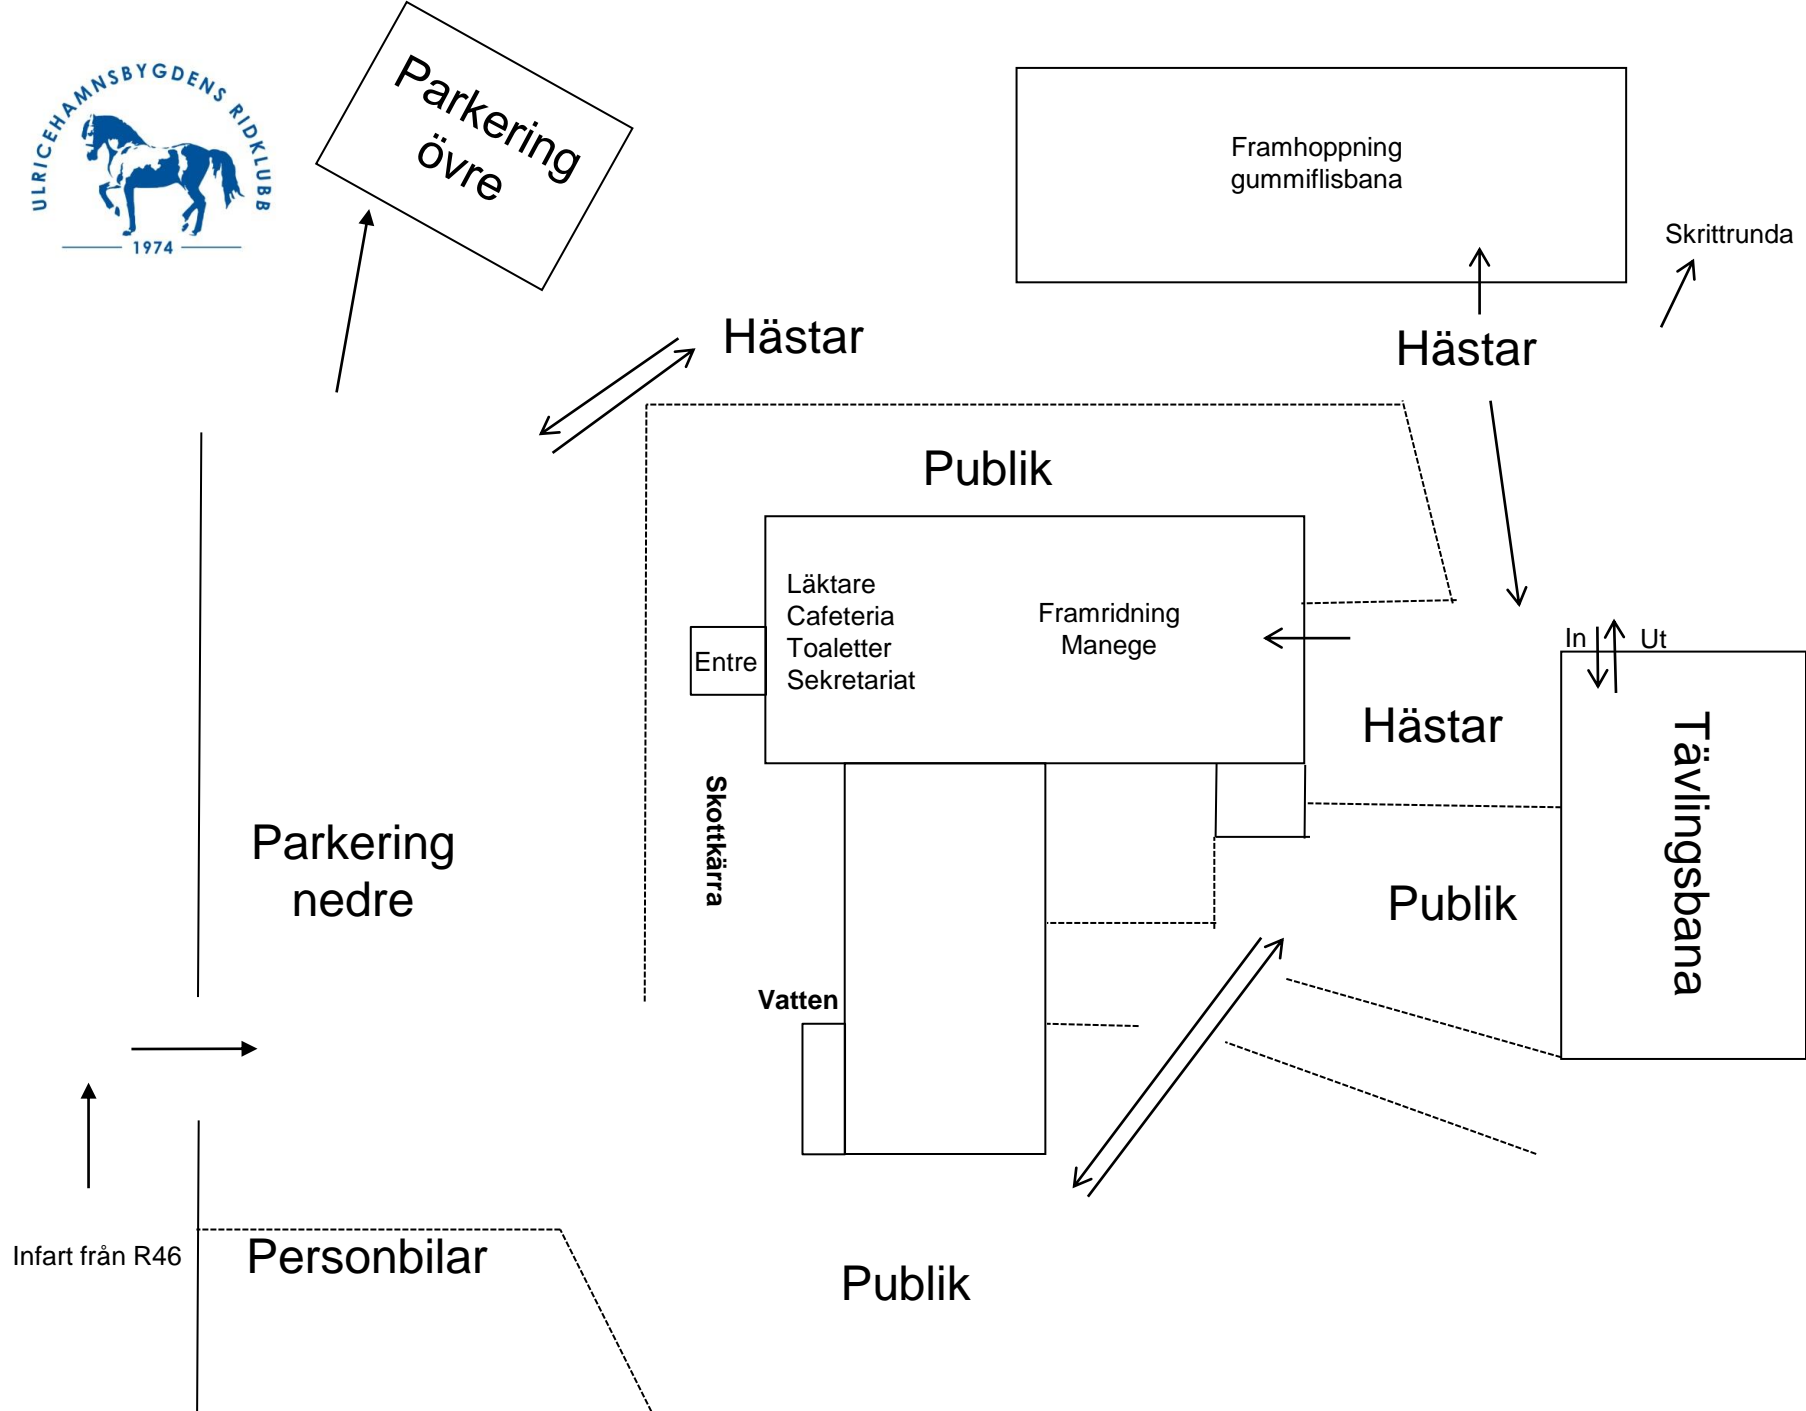 ULRICEHAMNSBYGDENS RIDKLUBB
1974
Parkering
övre
Framhoppning
gummiflisbana
Skrittrunda
Hästar
Hästar
Publik
Läktare
Cafeteria
Toaletter
Sekretariat
Framridning
Manege
Entre
In
Ut
Hästar
Tävlingsbana
Skottkärra
Parkering
nedre
Publik
Vatten
Infart från R46
Personbilar
Publik